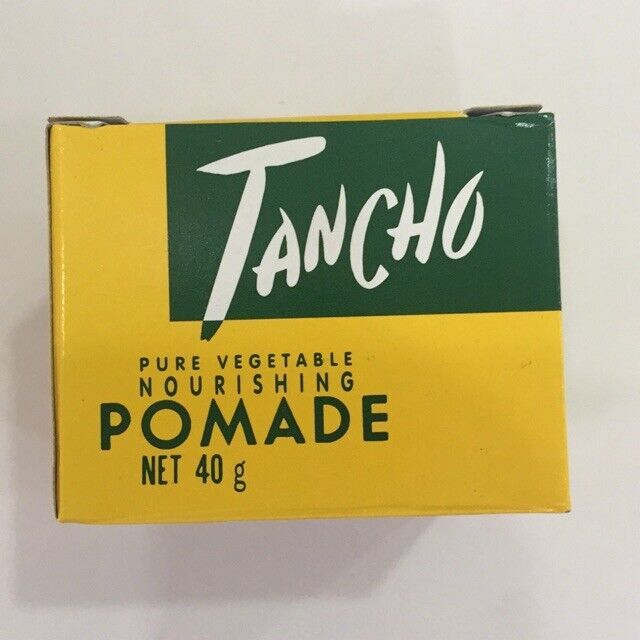 TANCHO
PURE VEGETABLE
NOURISHING
POMADE
NET 40 g